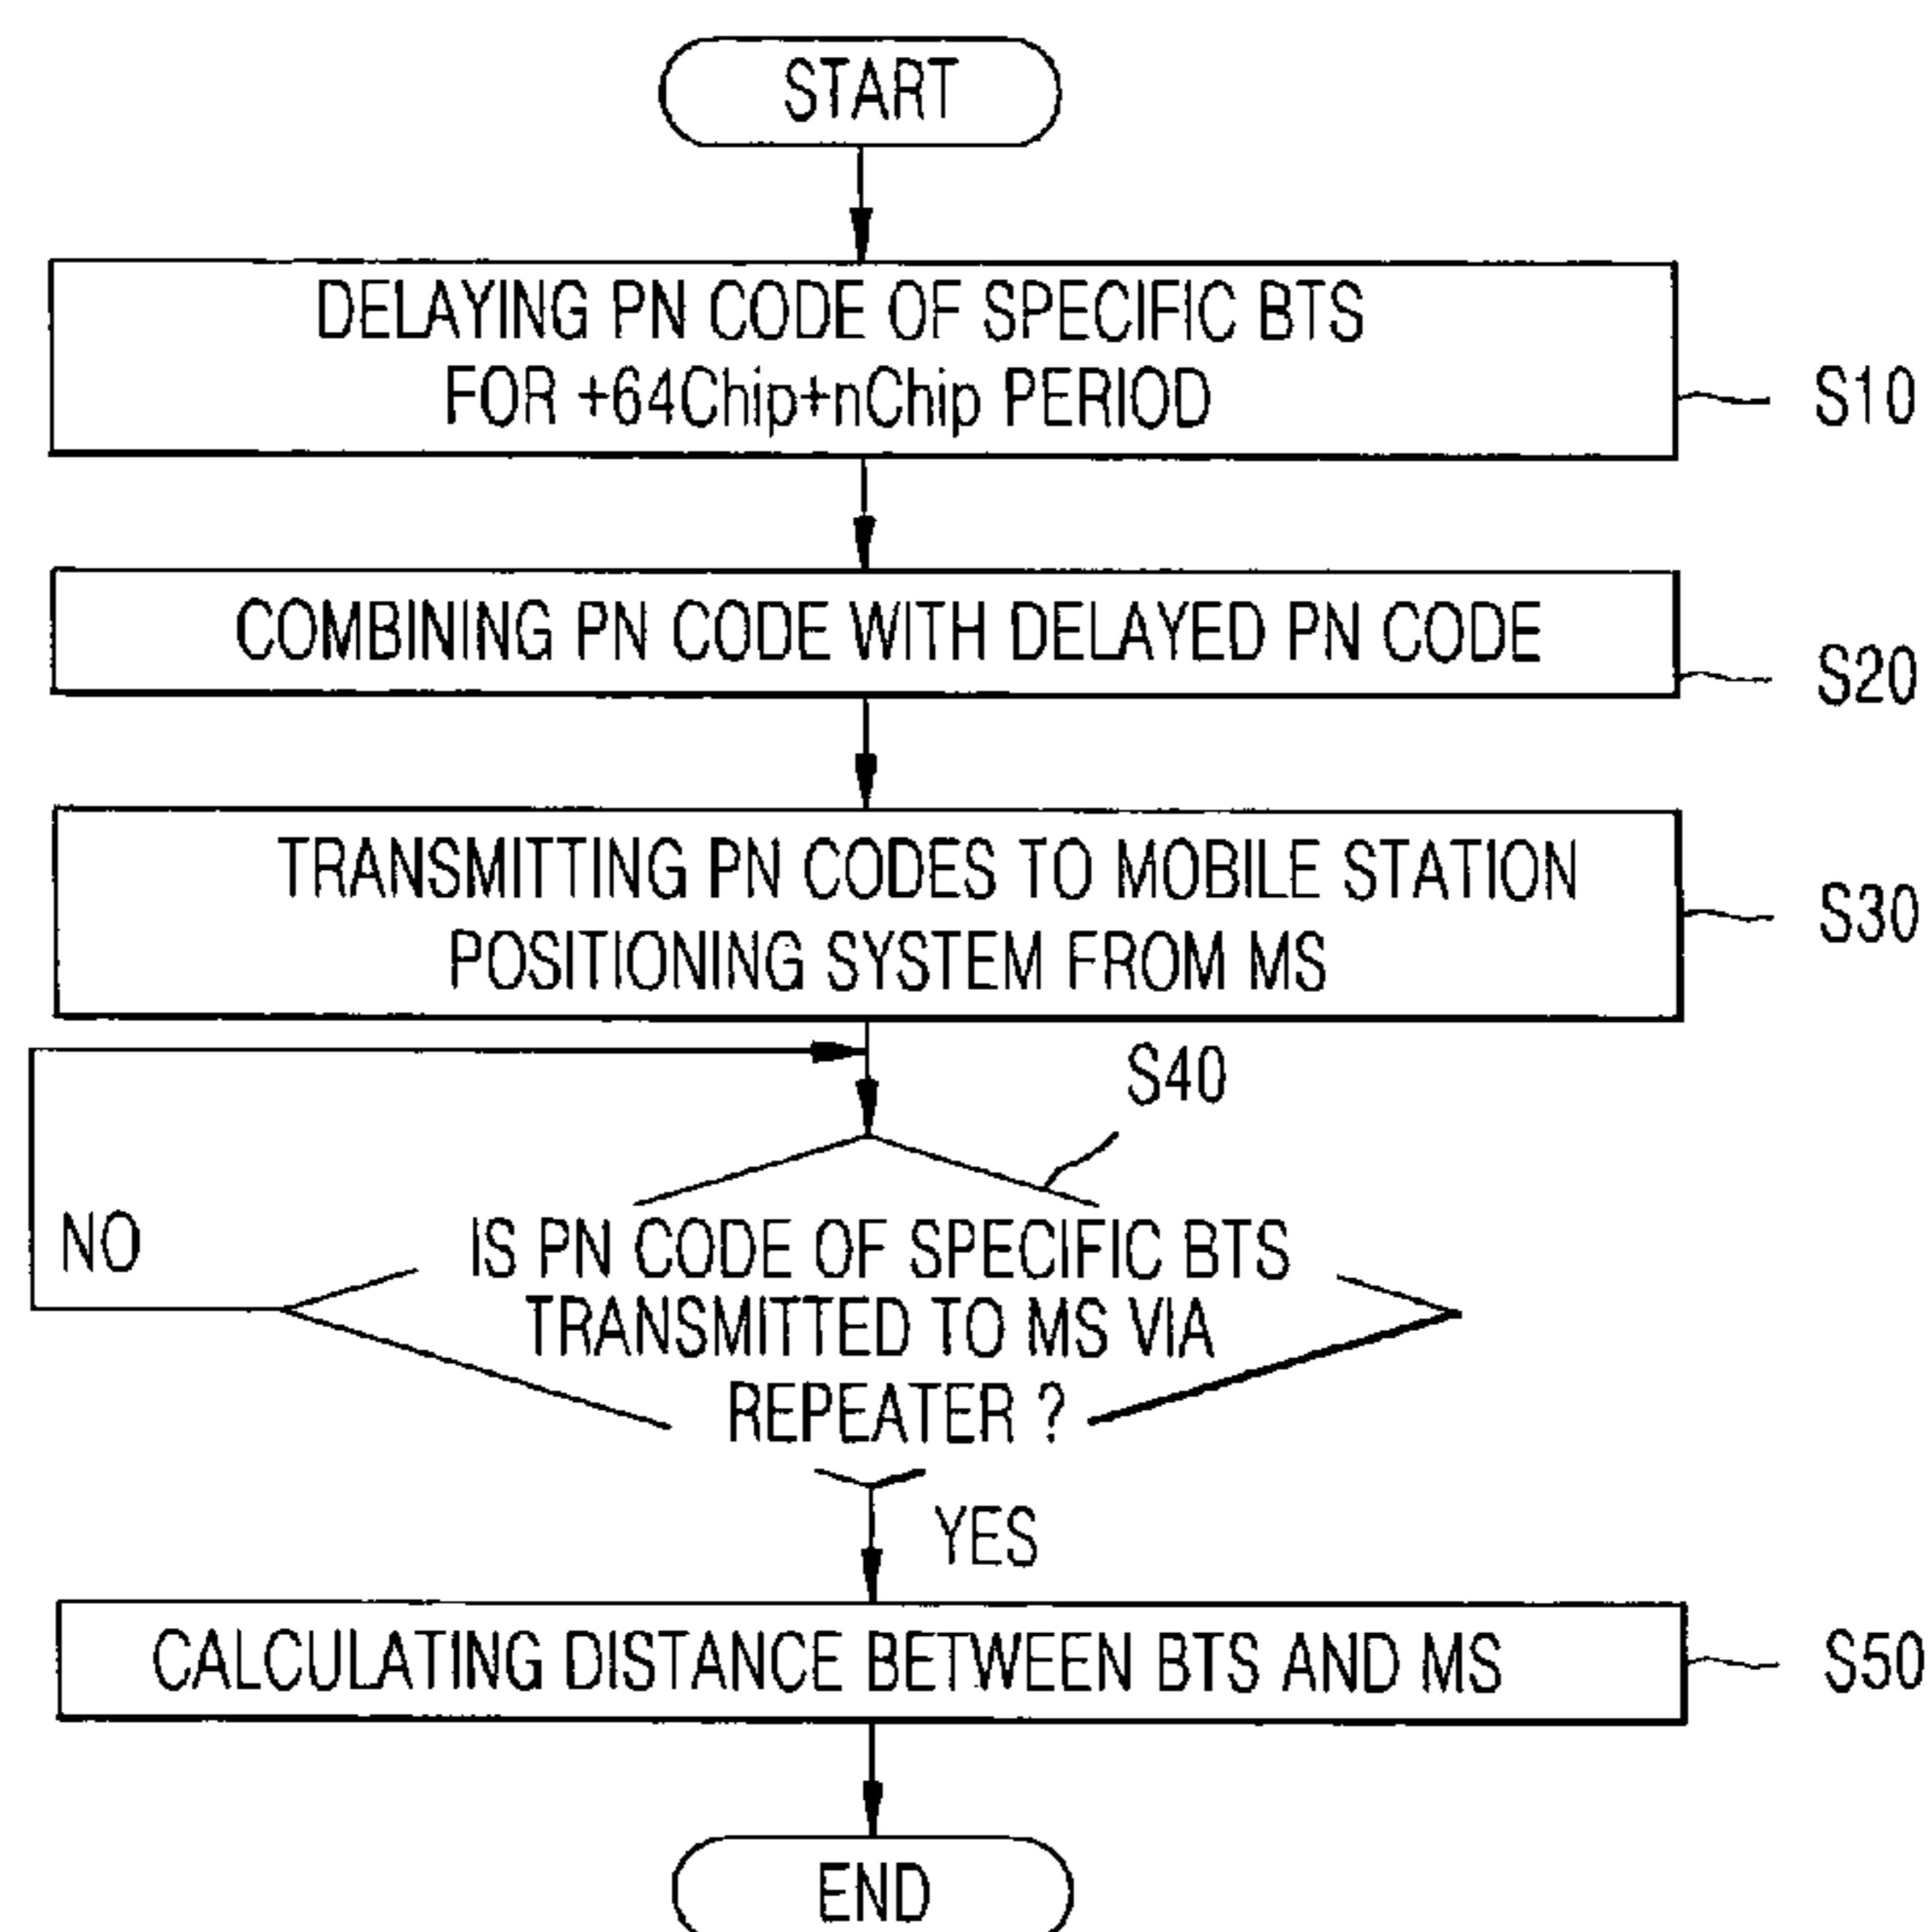 START
DELAYING PN CODE OF SPECIFIC BTS
FOR +64Chip+nChip PERIOD
S10
COMBINING PN CODE WITH DELAYED PN CODE
S20
TRANSMITTING PN CODES TO MOBILE STATION
POSITIONING SYSTEM FROM MS
S30
S40
NO
IS PN CODE OF SPECIFIC BTS
TRANSMITTED TO MS VIA
REPEATER ?
YES
CALCULATING DISTANCE BETWEEN BTS AND MS
S50
END